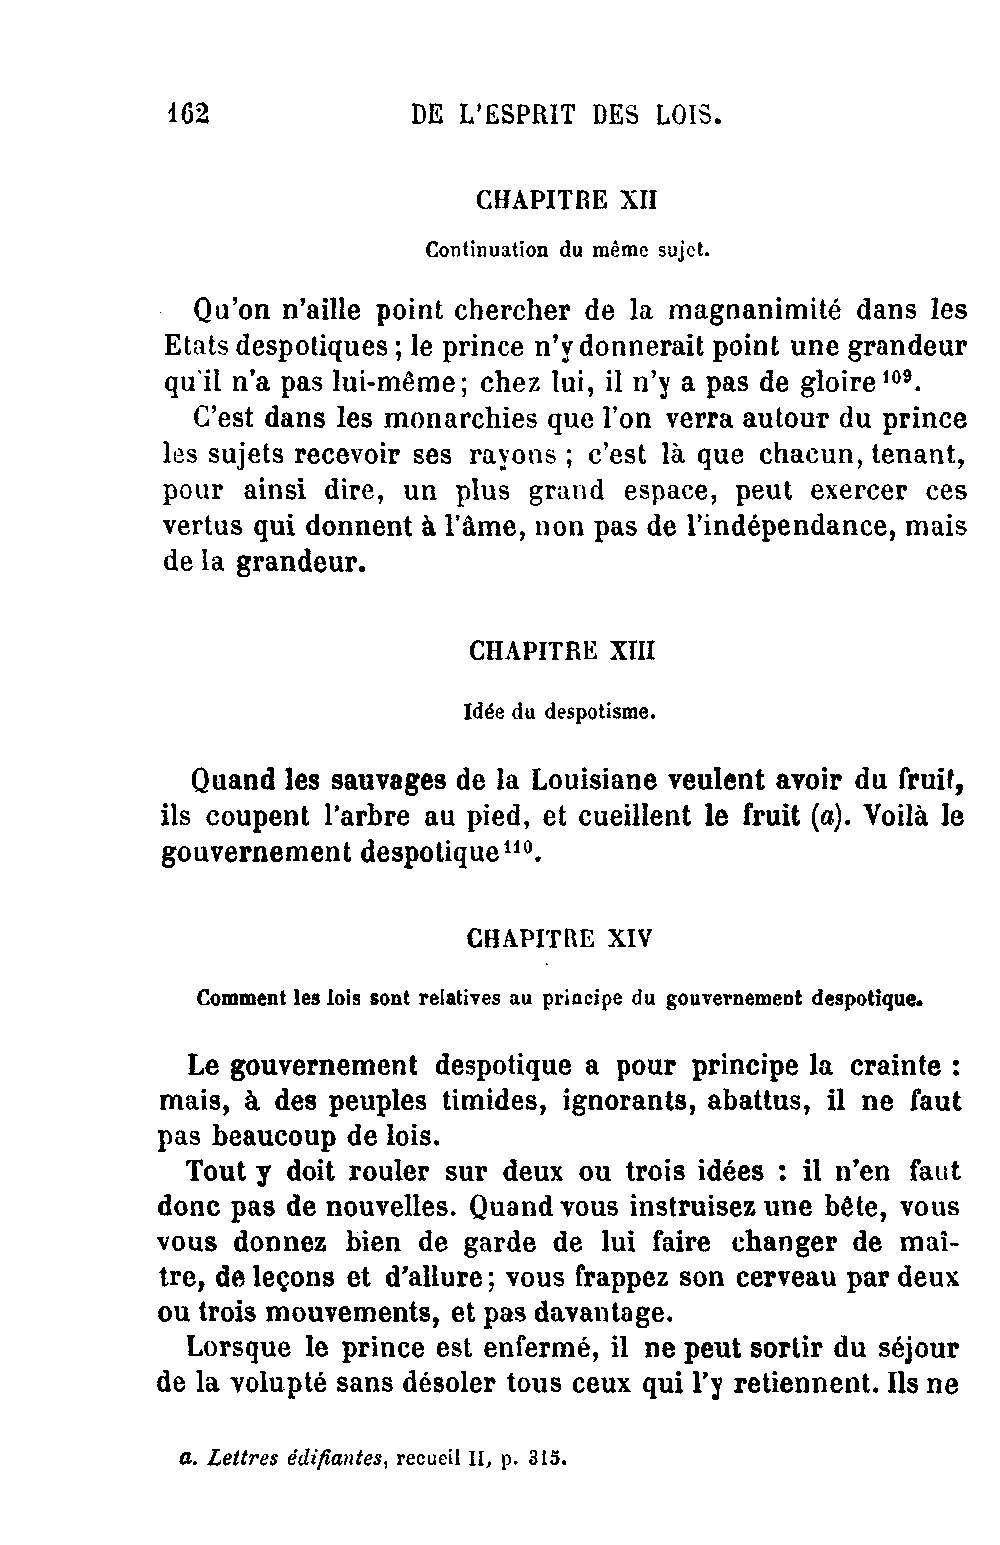 162 DE L'ESPRIT DES LOIS.
CHAPITRE XII
Continuation du même sujet.
Qu'on n'aille point chercher de la magnanimité dans les
Etats despotiques ; le prince n'y donnerait point une grandeur
qu'il n'a pas lui-même ; chez lui, il n'y a pas de gloire¹⁰⁹.
C'est dans les monarchies que l'on verra autour du prince
les sujets recevoir ses rayons ; c'est là que chacun, tenant,
pour ainsi dire, un plus grand espace, peut exercer ces
vertus qui donnent à l'âme, non pas de l'indépendance, mais
de la grandeur.
CHAPITRE XIII
Idée du despotisme.
Quand les sauvages de la Louisiane veulent avoir du fruit,
ils coupent l'arbre au pied, et cueillent le fruit (a). Voilà le
gouvernement despotique¹¹⁰.
CHAPITRE XIV
Comment les lois sont relatives au principe du gouvernement despotique.
Le gouvernement despotique a pour principe la crainte :
mais, à des peuples timides, ignorants, abattus, il ne faut
pas beaucoup de lois.
Tout y doit rouler sur deux ou trois idées : il n'en faut
donc pas de nouvelles. Quand vous instruisez une bête, vous
vous donnez bien de garde de lui faire changer de maî-
tre, de leçons et d'allure ; vous frappez son cerveau par deux
ou trois mouvements, et pas davantage.
Lorsque le prince est enfermé, il ne peut sortir du séjour
de la volupté sans désoler tous ceux qui l'y retiennent. Ils ne
a. Lettres édifiantes, recueil II, p. 315.